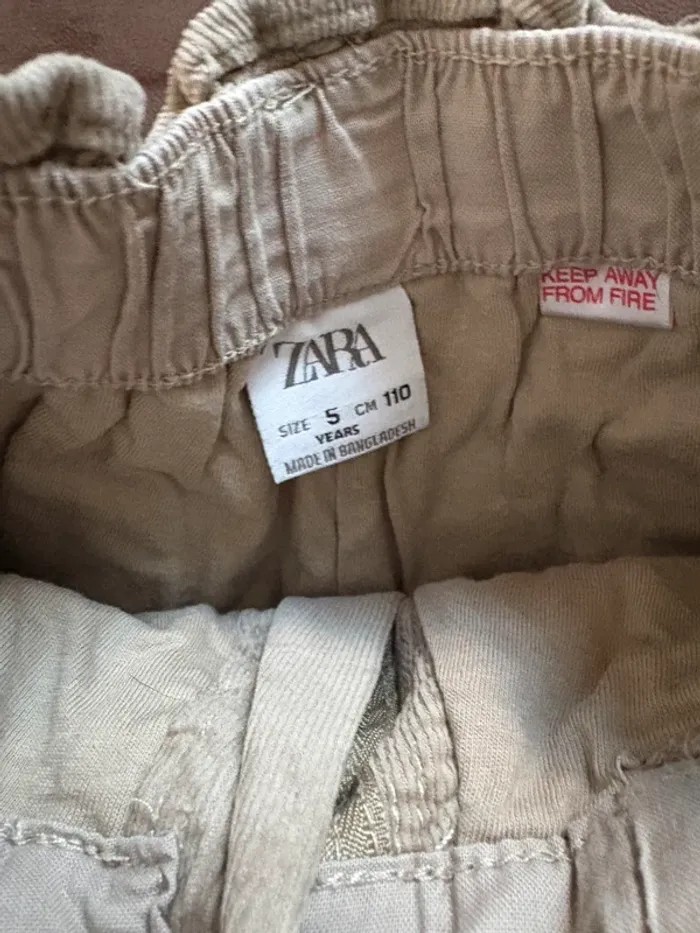 ZARA
SIZE 5 CM 110
YEARS
MADE IN BANGLADESH
KEEP AWAY
FROM FIRE